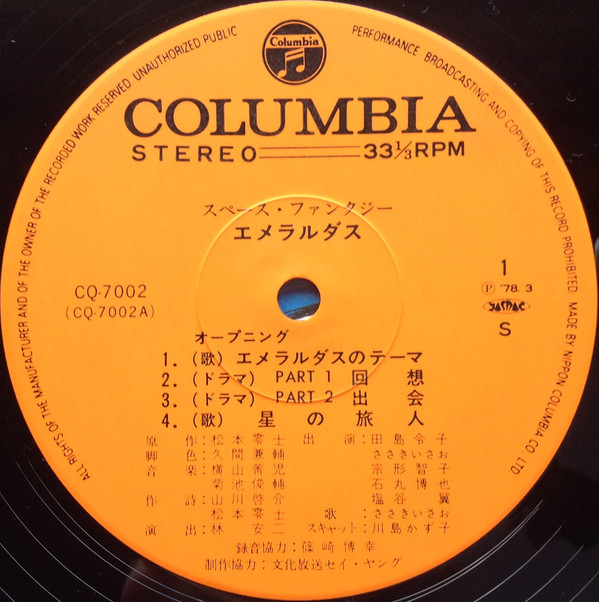 ALL RIGHTS OF THE MANUFACTURER AND OF THE OWNER OF THE RECORDED WORK RESERVED UNAUTHORIZED PUBLIC PERFORMANCE BROADCASTING AND COPYING OF THIS RECORD PROHIBITED MADE BY NIPPON COLUMBIA CO. LTD.
Columbia
COLUMBIA
STEREO 33⅓RPM
スペース・ファンタジー
エメラルダス
CQ-7002
(CQ-7002A)
1
Ⓟ '78.3
JASRAC
S
オープニング
1. (歌) エメラルダスのテーマ
2. (ドラマ) PART 1 回想
3. (ドラマ) PART 2 出会
4. (歌) 星の旅人
原作:松本零士 出演:田島令子
脚色:久間兼輔 ささきいさお
音楽:横山菁児 宗形智子
菊池俊輔 石丸博也
作詩:山川啓介 塩谷翼
松本零士 歌:ささきいさお
演出:林安二 スキャット:川島かず子
録音協力:篠崎博幸
制作協力:文化放送セイ・ヤング